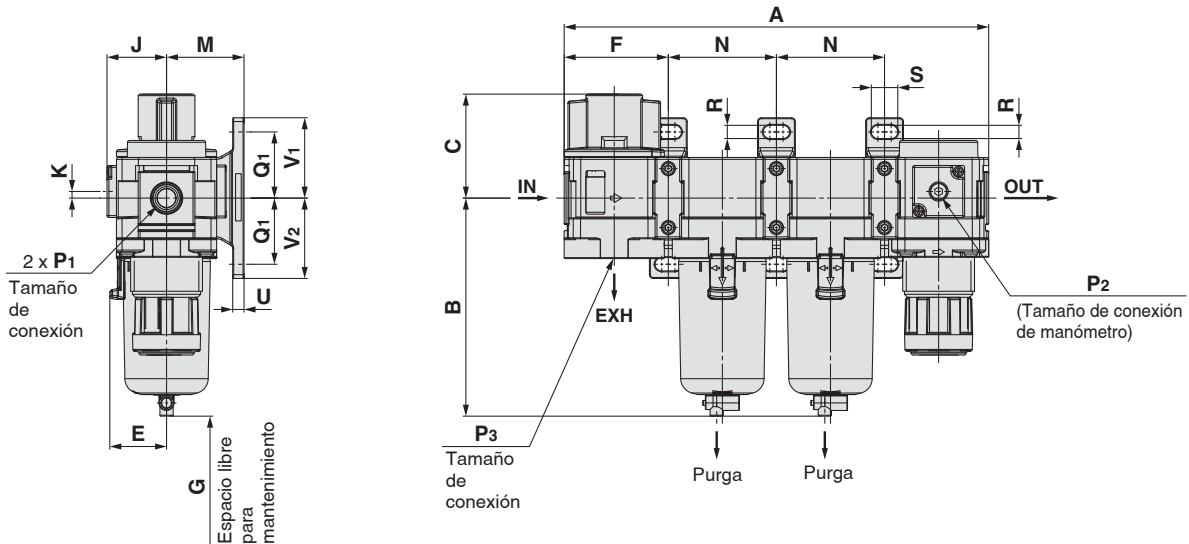 A
J
M
F
N
N
S
R
R
C
K
Q1
V1
IN
OUT
Q1
V2
2 x P1
Tamaño
de
conexión
U
B
EXH
P2
(Tamaño de conexión
de manómetro)
E
G
Espacio libre
para
mantenimiento
P3
Tamaño
de
conexión
Purga
Purga